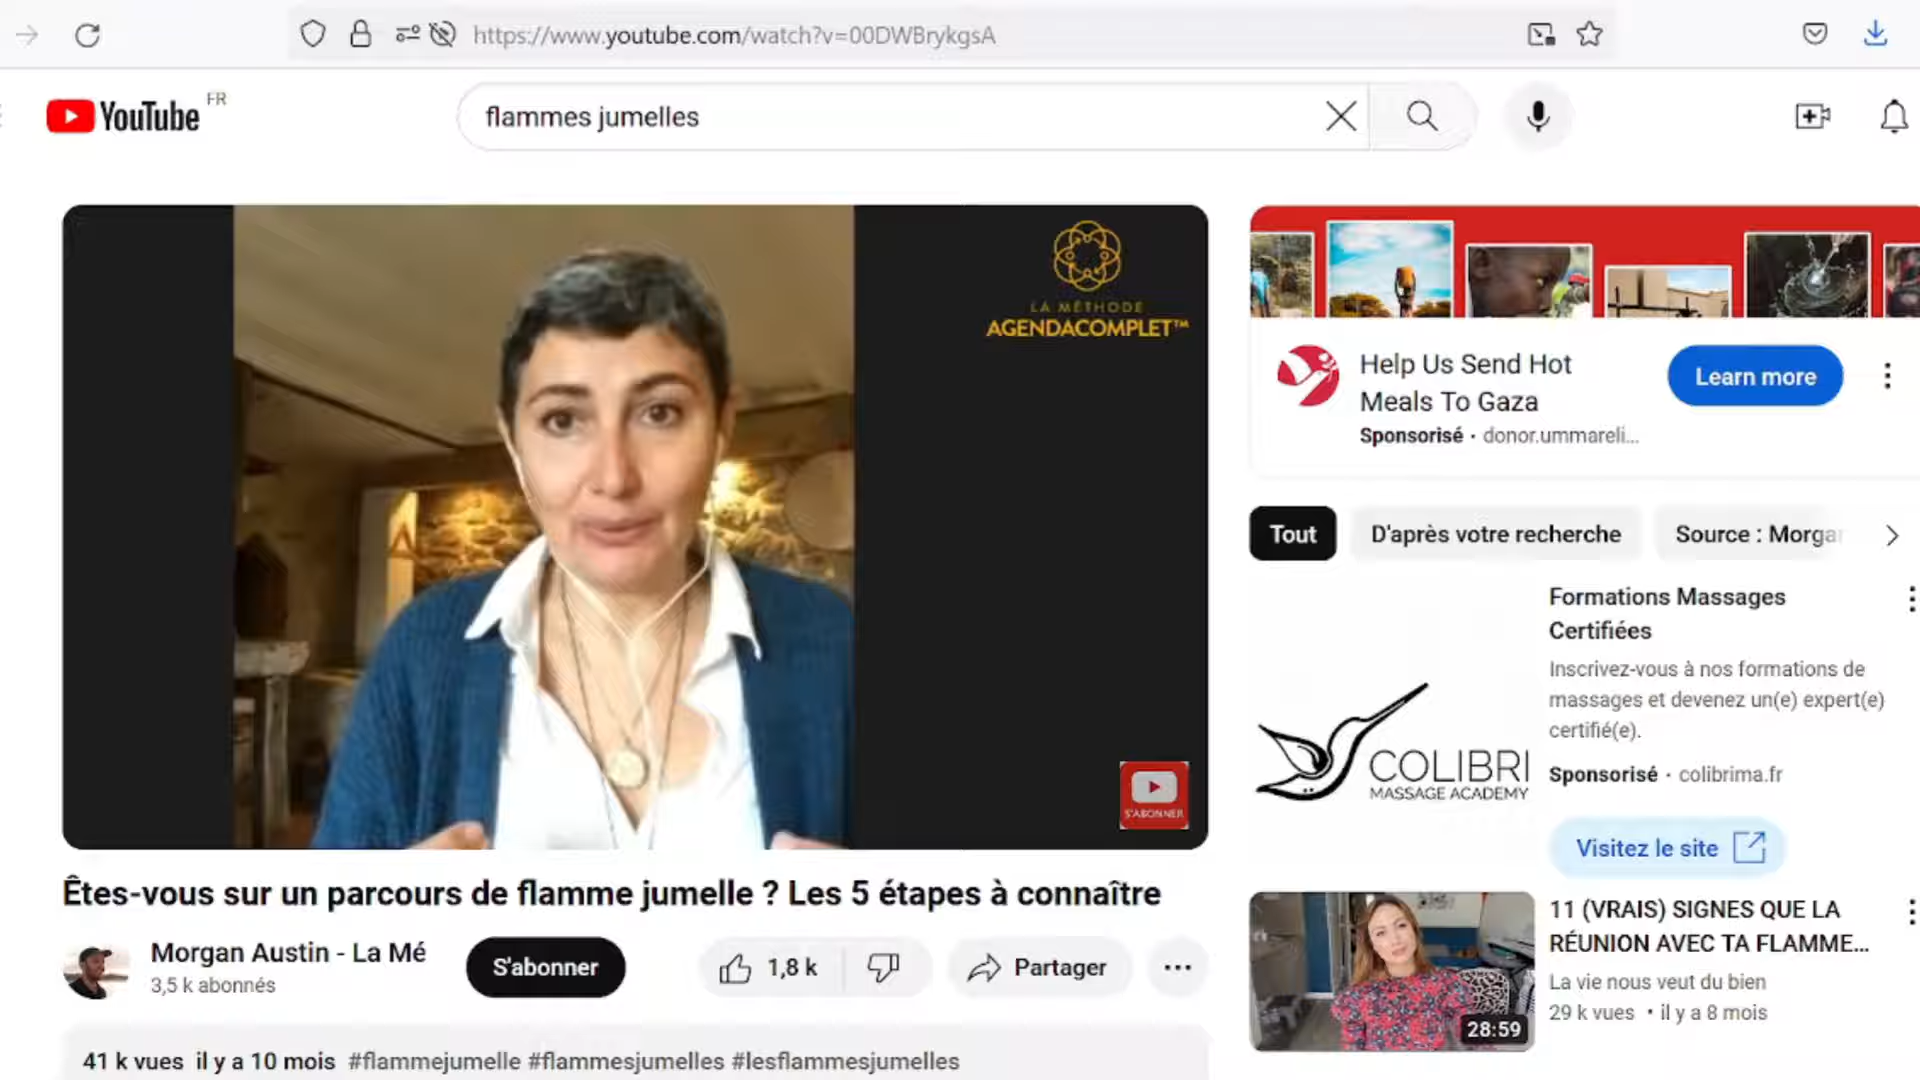 https://www.youtube.com/watch?v=00DWBrykgsA
YouTube FR
flammes jumelles
LA MÉTHODE
AGENDACOMPLET™
S'ABONNER
Êtes-vous sur un parcours de flamme jumelle ? Les 5 étapes à connaître
Morgan Austin - La Mé
3,5 k abonnés
S'abonner
1,8 k
Partager
41 k vues il y a 10 mois #flammejumelle #flammesjumelles #lesflammesjumelles
Help Us Send Hot
Meals To Gaza
Sponsorisé · donor.ummareli...
Learn more
Tout
D'après votre recherche
Source : Morga
COLIBRI
MASSAGE ACADEMY
Formations Massages
Certifiées
Inscrivez-vous à nos formations de
massages et devenez un(e) expert(e)
certifié(e).
Sponsorisé · colibrima.fr
Visitez le site
28:59
11 (VRAIS) SIGNES QUE LA
RÉUNION AVEC TA FLAMME...
La vie nous veut du bien
29 k vues • il y a 8 mois